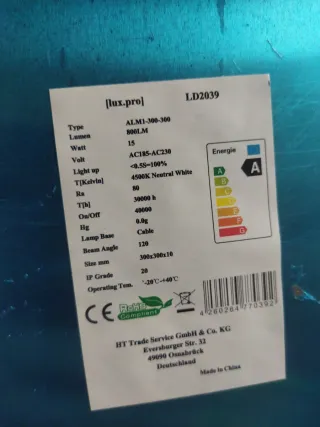 [lux.pro] LD2039
Type ALM1-300-300
Lumen 800LM
Watt 15
Volt AC185-AC230
Light up <0.5S=100%
T[Kelvin] 4500K Neutral White
Ra 80
T[h] 30000 h
On/Off 40000
Hg 0.0g
Lamp Base Cable
Beam Angle 120
Size mm 300x300x10
IP Grade 20
Operating Tem. °-20℃-+40℃
Energie
A
A
B
C
D
E
F
G
CE
RoHS
Compliant
4 260264 770392
HT Trade Service GmbH & Co. KG
Eversburger Str. 32
49090 Osnabrück
Deutschland
Made in China